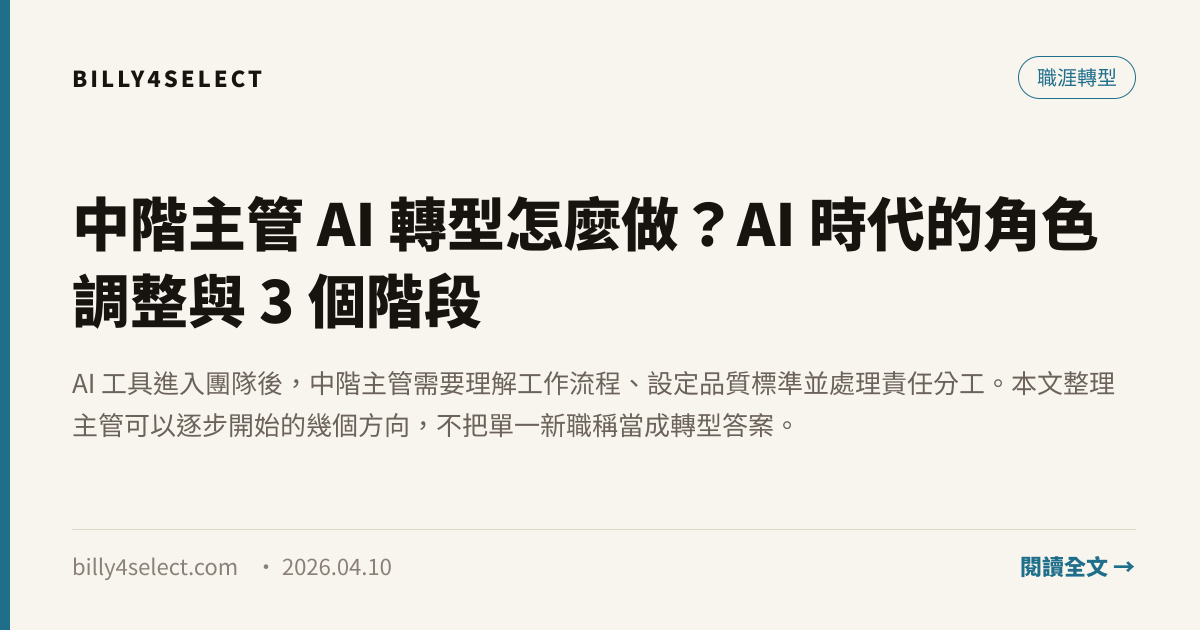 BILLY4SELECT
職涯轉型
中階主管 AI 轉型怎麼做？AI 時代的角色
調整與 3 個階段
AI 工具進入團隊後，中階主管需要理解工作流程、設定品質標準並處理責任分工。本文整理
主管可以逐步開始的幾個方向，不把單一新職稱當成轉型答案。
billy4select.com ・ 2026.04.10
閱讀全文 →